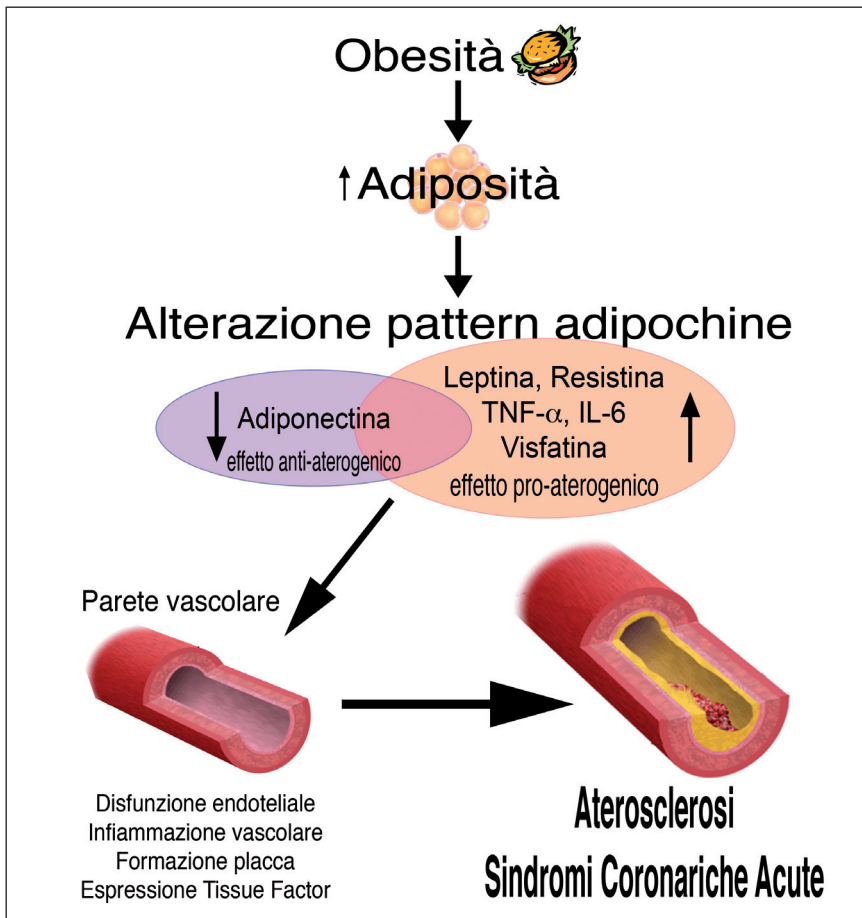 Obesità
↑Adiposità
Alterazione pattern adipochine
Adiponectina
effetto anti-aterogenico
Leptina, Resistina
TNF-α, IL-6
Visfatina
effetto pro-aterogenico
Parete vascolare
Disfunzione endoteliale
Infiammazione vascolare
Formazione placca
Espressione Tissue Factor
Aterosclerosi
Sindromi Coronariche Acute